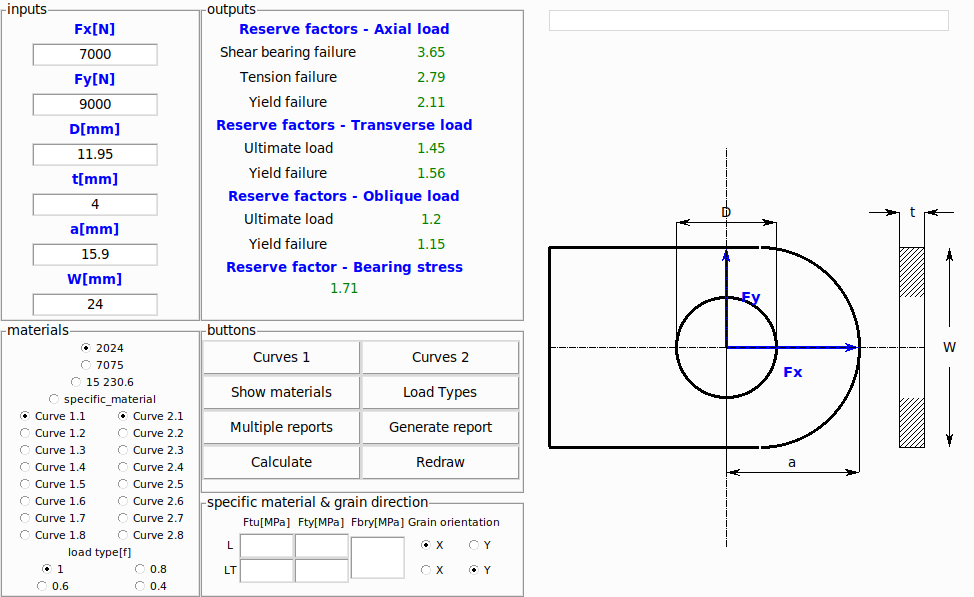 inputs
Fx[N]
7000
Fy[N]
9000
D[mm]
11.95
t[mm]
4
a[mm]
15.9
W[mm]
24
outputs
Reserve factors - Axial load
Shear bearing failure 3.65
Tension failure 2.79
Yield failure 2.11
Reserve factors - Transverse load
Ultimate load 1.45
Yield failure 1.56
Reserve factors - Oblique load
Ultimate load 1.2
Yield failure 1.15
Reserve factor - Bearing stress
1.71
materials
2024
7075
15 230.6
specific_material
Curve 1.1 Curve 2.1
Curve 1.2 Curve 2.2
Curve 1.3 Curve 2.3
Curve 1.4 Curve 2.4
Curve 1.5 Curve 2.5
Curve 1.6 Curve 2.6
Curve 1.7 Curve 2.7
Curve 1.8 Curve 2.8
load type[f]
1 0.8
0.6 0.4
buttons
Curves 1 Curves 2
Show materials Load Types
Multiple reports Generate report
Calculate Redraw
specific material & grain direction
Ftu[MPa] Fty[MPa] Fbry[MPa] Grain orientation
L X Y
LT X Y
D t
Fy
W
Fx
a